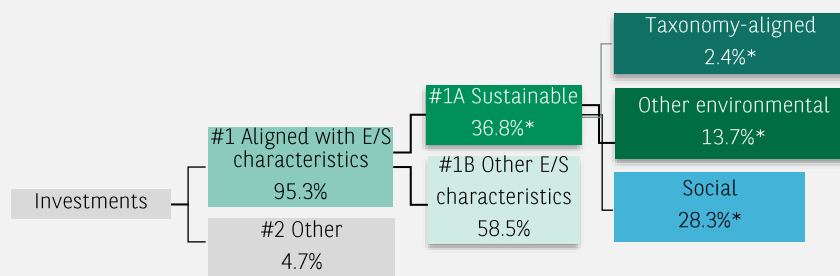 Investments
#1 Aligned with E/S
characteristics
95.3%
#2 Other
4.7%
#1A Sustainable
36.8%*
#1B Other E/S
characteristics
58.5%
Taxonomy-aligned
2.4%*
Other environmental
13.7%*
Social
28.3%*